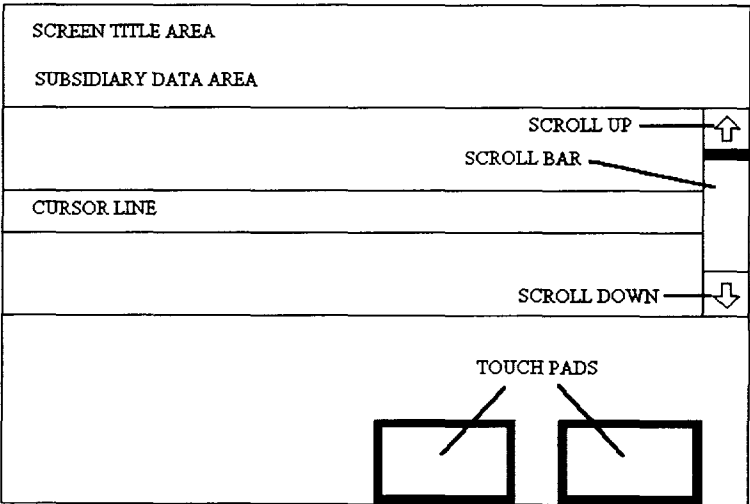 SCREEN TITLE AREA
SUBSIDIARY DATA AREA
SCROLL UP
SCROLL BAR
CURSOR LINE
SCROLL DOWN
TOUCH PADS